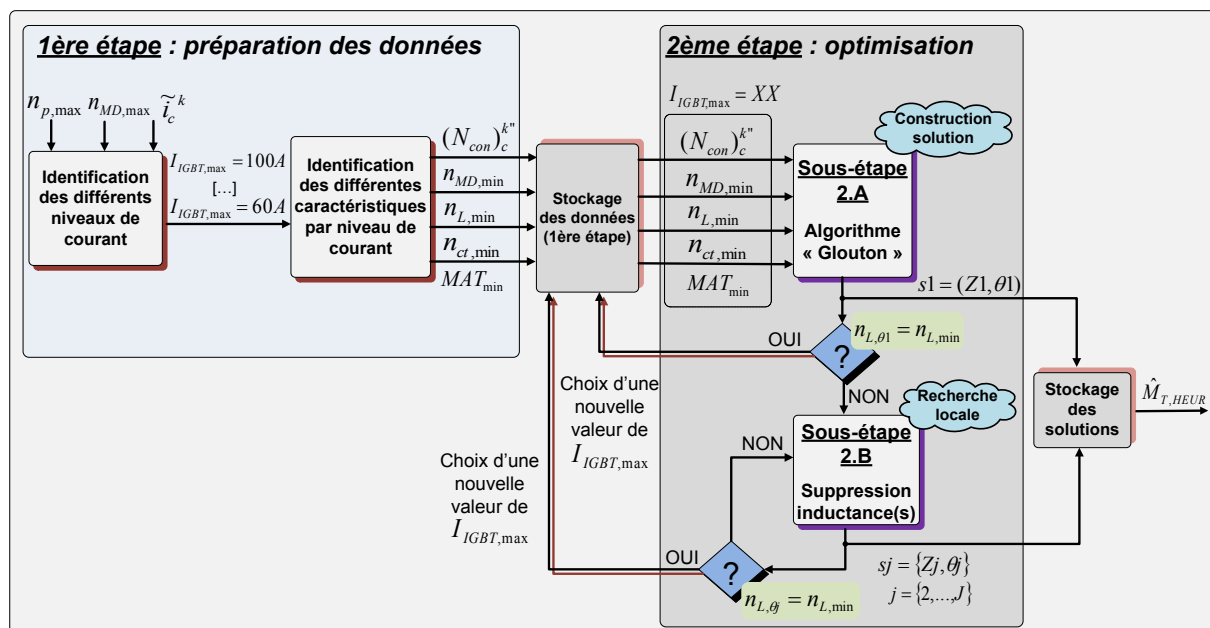 1ère étape : préparation des données
n_{p,max} n_{MD,max} \tilde{i}_c^k
Identification
des différents
niveaux de
courant
I_{IGBT,max} = 100A
[...]
I_{IGBT,max} = 60A
Identification
des différentes
caractéristiques
par niveau de
courant
(N_{con})_c^{k"}
n_{MD,min}
n_{L,min}
n_{ct,min}
MAT_{min}
Stockage
des données
(1ère étape)
2ème étape : optimisation
I_{IGBT,max} = XX
(N_{con})_c^{k"}
n_{MD,min}
n_{L,min}
n_{ct,min}
MAT_{min}
Construction
solution
Sous-étape
2.A
Algorithme
« Glouton »
s1 = (Z1, θ1)
OUI
?
n_{L,θ1} = n_{L,min}
NON
Choix d'une
nouvelle
valeur de
I_{IGBT,max}
Recherche
locale
Sous-étape
2.B
Suppression
inductance(s)
NON
Stockage
des
solutions
\hat{M}_{T,HEUR}
Choix d'une
nouvelle
valeur de
I_{IGBT,max}
OUI
?
n_{L,θj} = n_{L,min}
sj = {Zj, θj}
j = {2,...,J}